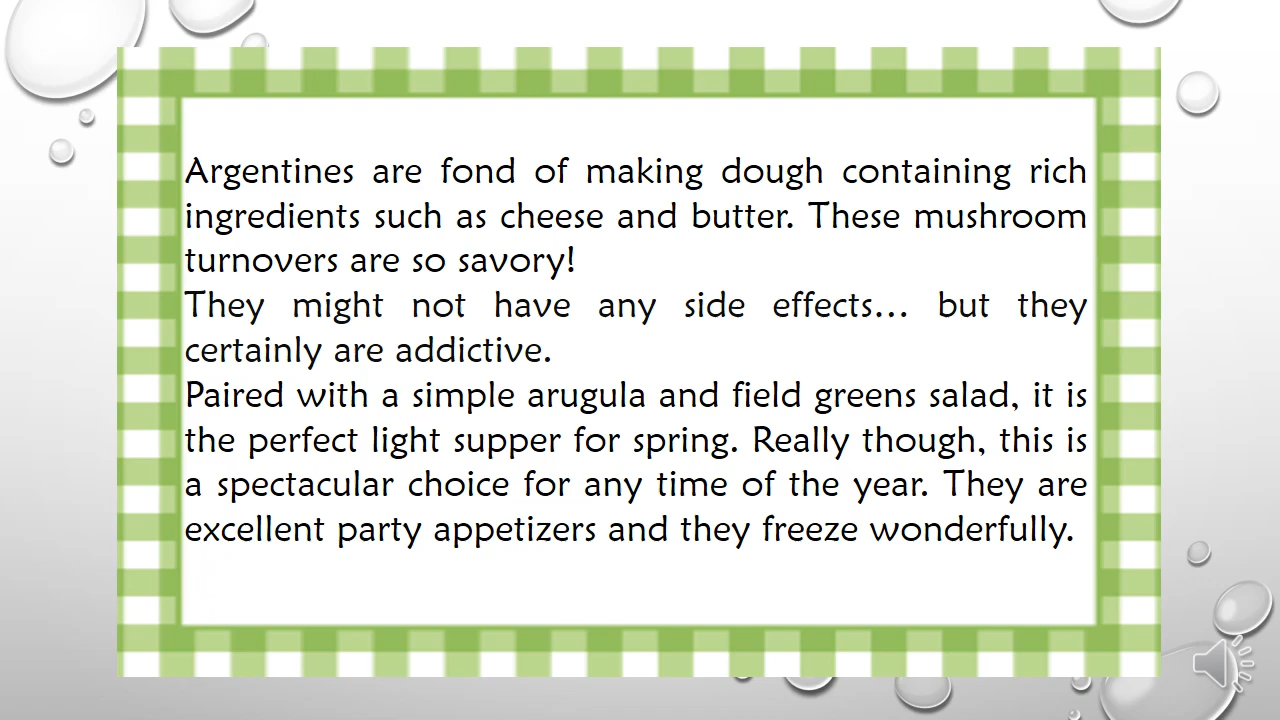 Argentines are fond of making dough containing rich
ingredients such as cheese and butter. These mushroom
turnovers are so savory!
They might not have any side effects... but they
certainly are addictive.
Paired with a simple arugula and field greens salad, it is
the perfect light supper for spring. Really though, this is
a spectacular choice for any time of the year. They are
excellent party appetizers and they freeze wonderfully.